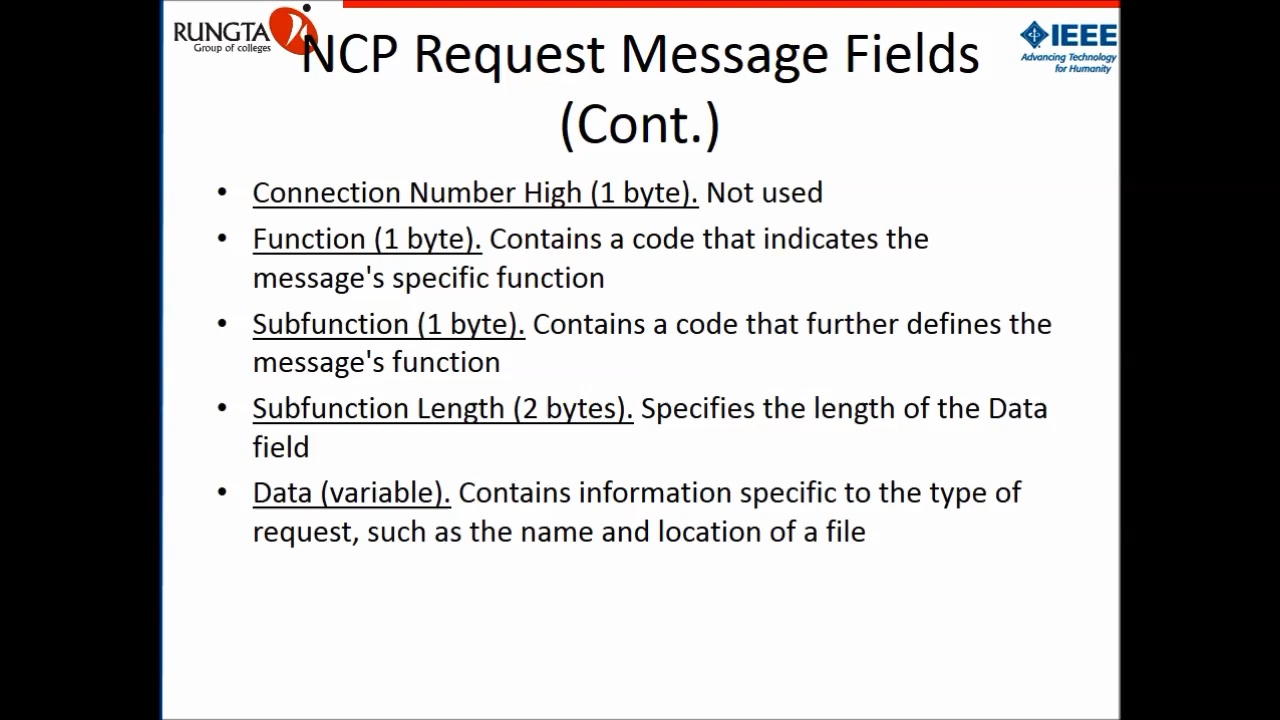 RUNGTA
Group of colleges
IEEE
Advancing Technology
for Humanity
NCP Request Message Fields
(Cont.)
• Connection Number High (1 byte). Not used
• Function (1 byte). Contains a code that indicates the
message's specific function
• Subfunction (1 byte). Contains a code that further defines the
message's function
• Subfunction Length (2 bytes). Specifies the length of the Data
field
• Data (variable). Contains information specific to the type of
request, such as the name and location of a file